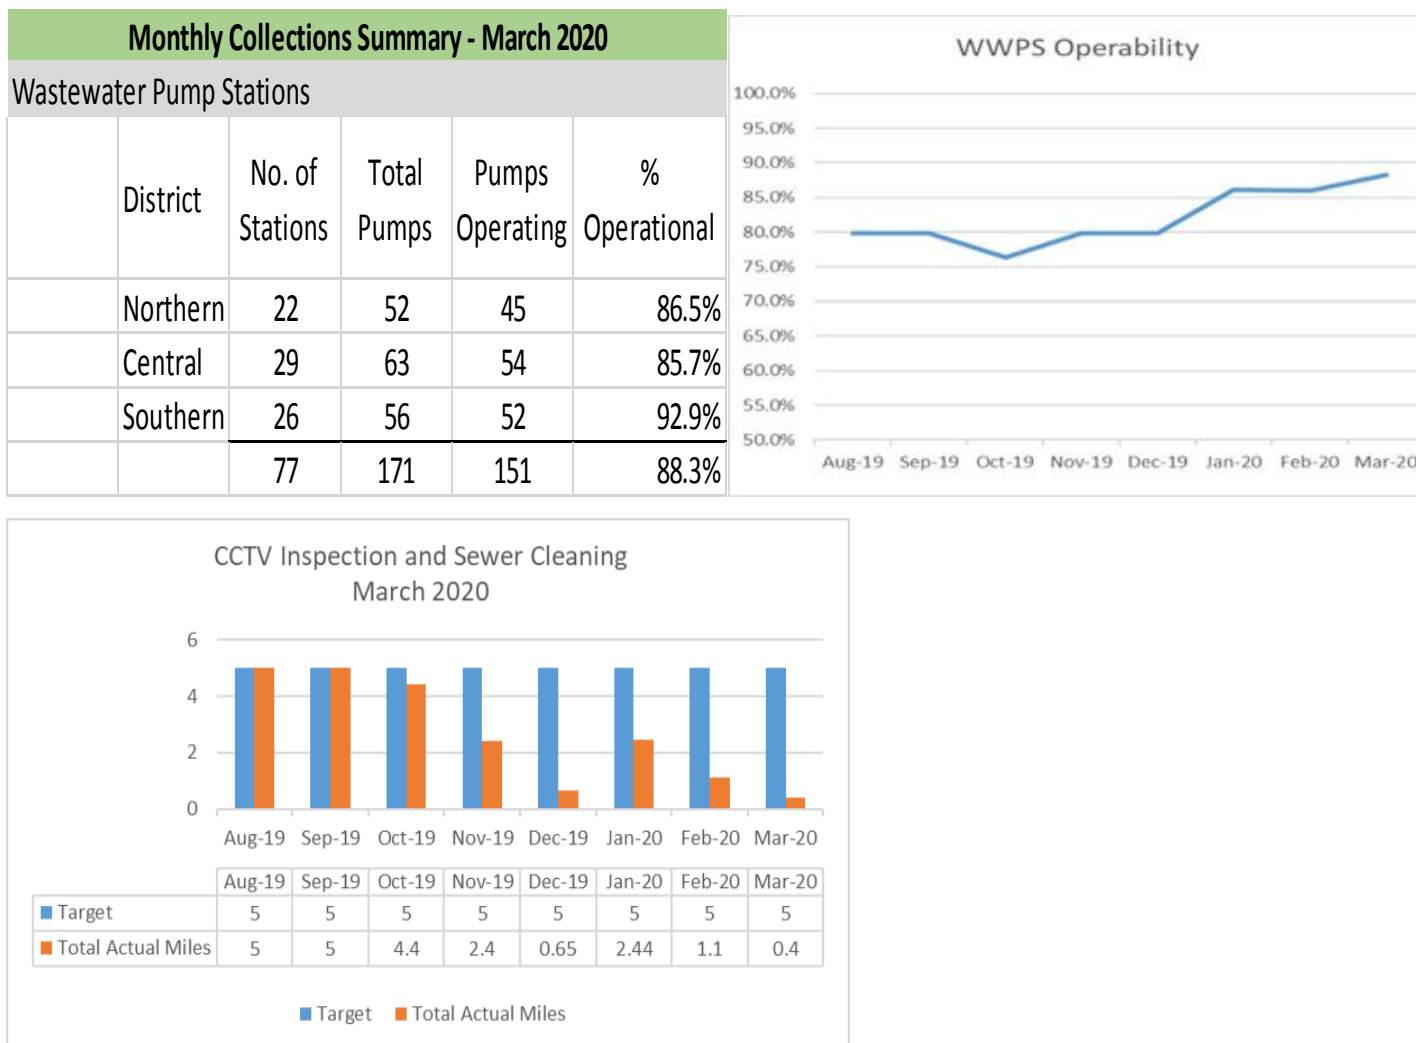 Monthly Collections Summary - March 2020
Wastewater Pump Stations
District No. of Stations Total Pumps Pumps Operating % Operational
Northern 22 52 45 86.5%
Central 29 63 54 85.7%
Southern 26 56 52 92.9%
77 171 151 88.3%
WWPS Operability
100.0%
95.0%
90.0%
85.0%
80.0%
75.0%
70.0%
65.0%
60.0%
55.0%
50.0%
Aug-19 Sep-19 Oct-19 Nov-19 Dec-19 Jan-20 Feb-20 Mar-20
CCTV Inspection and Sewer Cleaning
March 2020
6
4
2
0
Aug-19 Sep-19 Oct-19 Nov-19 Dec-19 Jan-20 Feb-20 Mar-20
Aug-19 Sep-19 Oct-19 Nov-19 Dec-19 Jan-20 Feb-20 Mar-20
Target 5 5 5 5 5 5 5 5
Total Actual Miles 5 5 4.4 2.4 0.65 2.44 1.1 0.4
Target Total Actual Miles